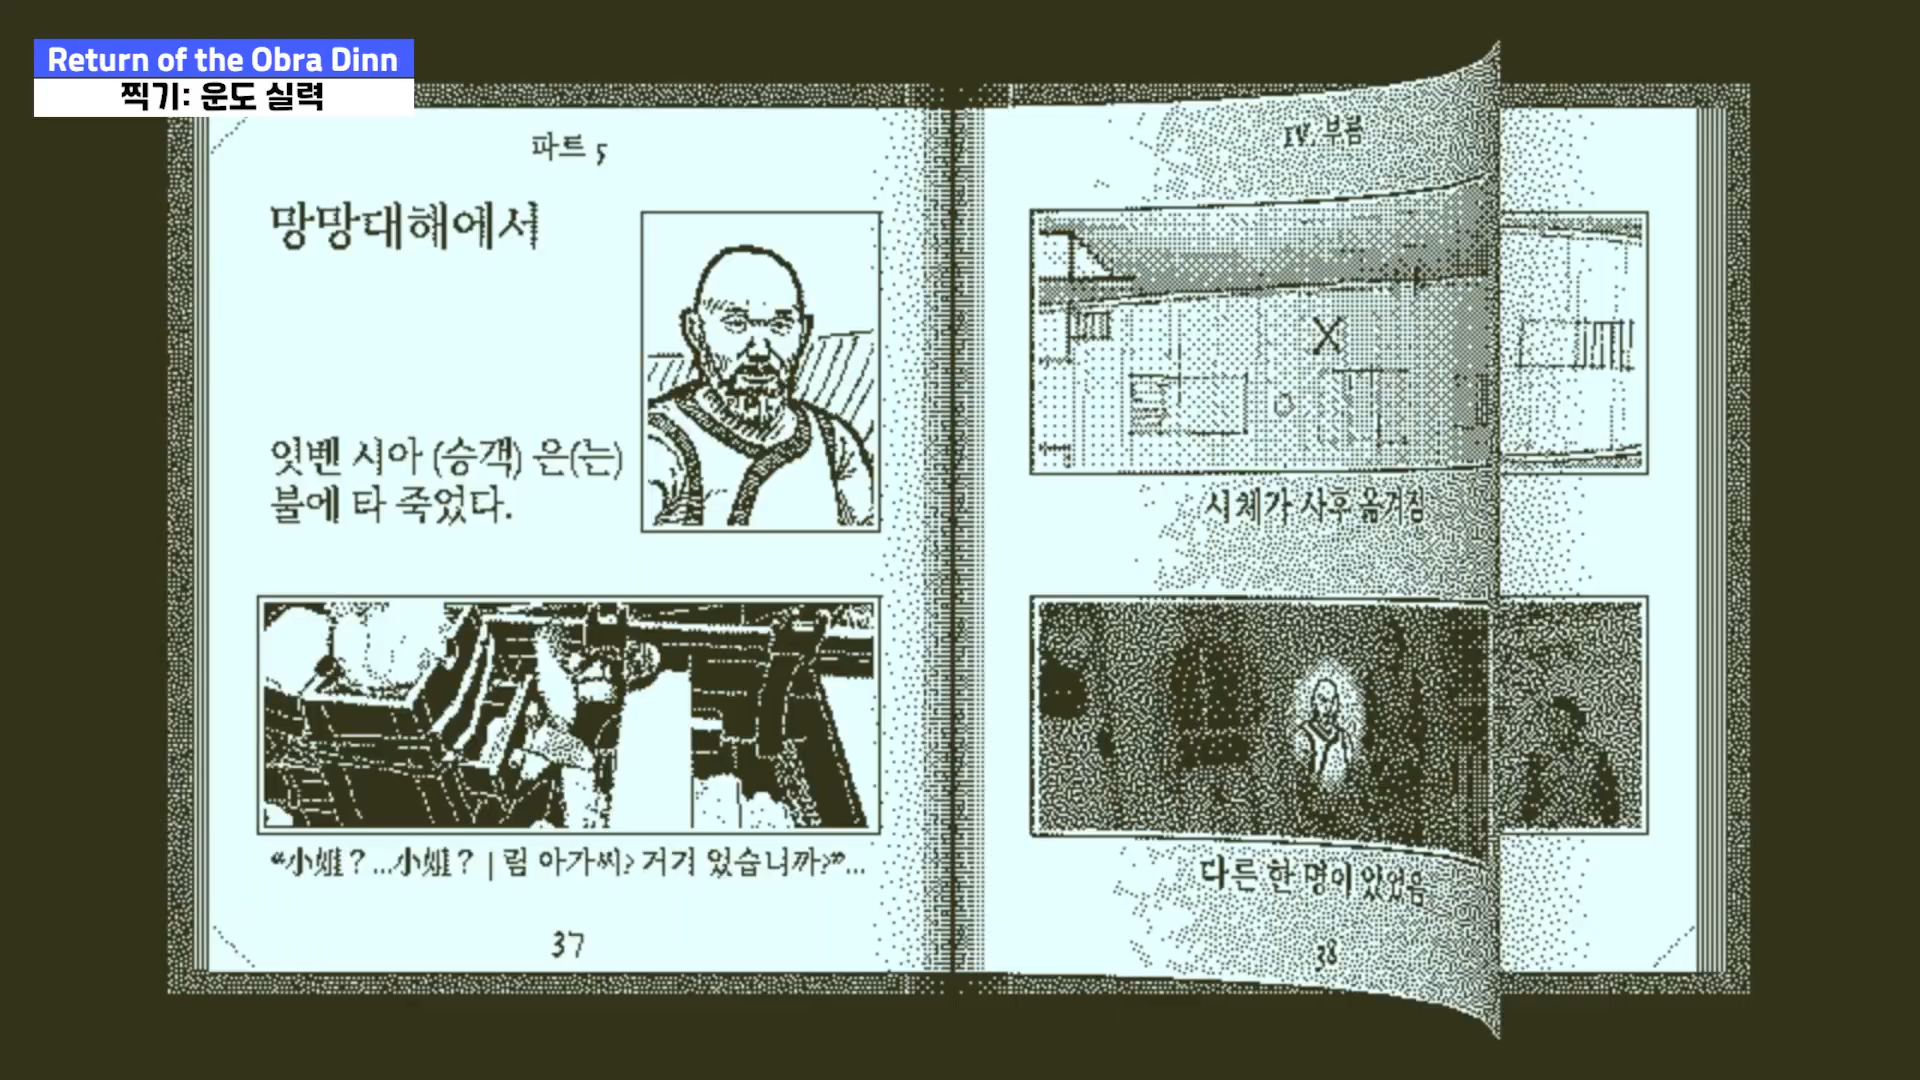 Return of the Obra Dinn
찍기: 운도 실력
파트 5
망망대해에서
잇벤 시아 (승객) 은(는)
불에 타 죽었다.
“小姐？...小姐？ | 림 아가씨? 거기 있습니까?”...
37
IV. 부름
시체가 사후 옮겨짐
다른 한 명이 있었음
38